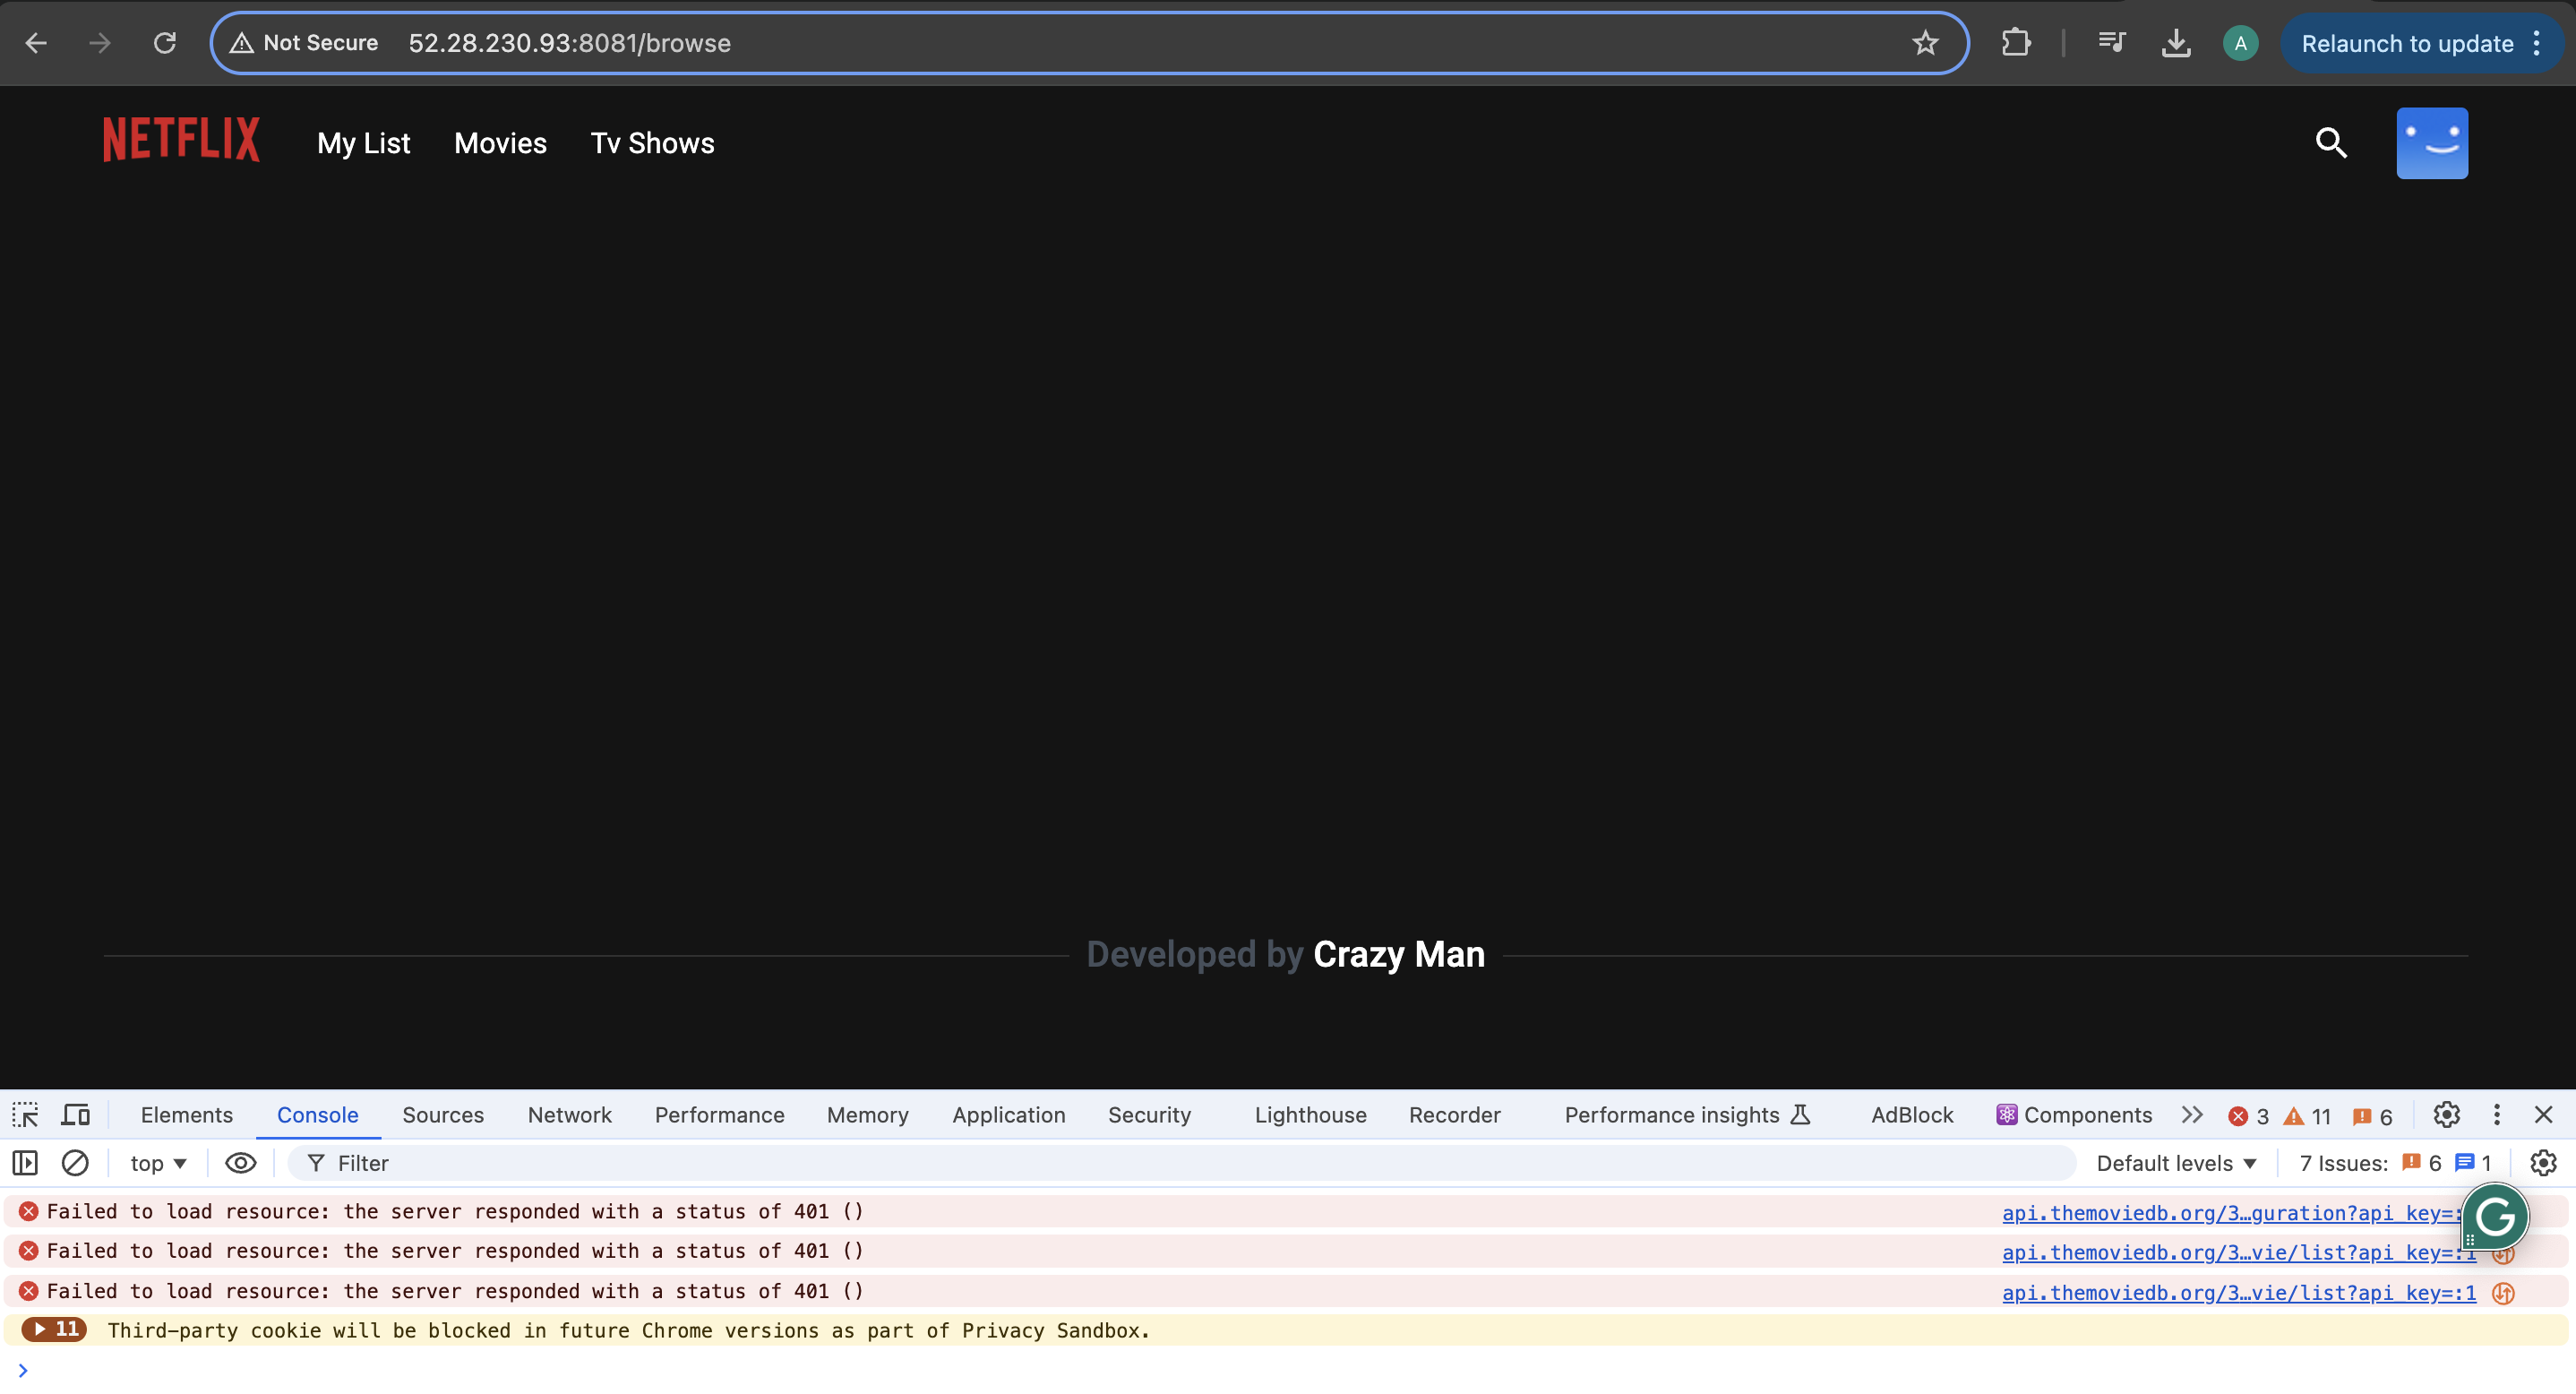 Not Secure 52.28.230.93:8081/browse A Relaunch to update
NETFLIX My List Movies Tv Shows
Developed by Crazy Man
Elements Console Sources Network Performance Memory Application Security Lighthouse Recorder Performance insights AdBlock Components 3 11 6
top Filter Default levels 7 Issues: 6 1
Failed to load resource: the server responded with a status of 401 () api.themoviedb.org/3…guration?api_key=:
Failed to load resource: the server responded with a status of 401 () api.themoviedb.org/3…vie/list?api_key=:1
Failed to load resource: the server responded with a status of 401 () api.themoviedb.org/3…vie/list?api_key=:1
11 Third-party cookie will be blocked in future Chrome versions as part of Privacy Sandbox.